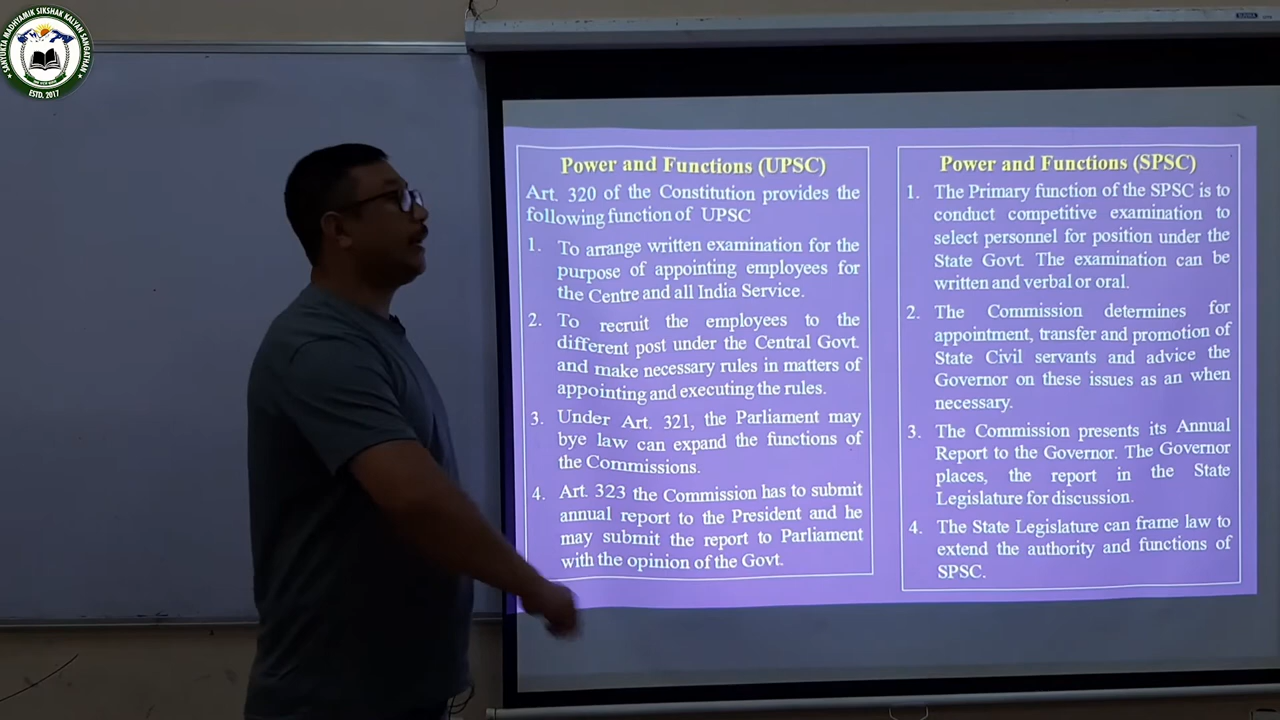 SANYUKTA MADHYAMIK SIKSHAK KALYAN SANGATHAN
ESTD. 2017
Power and Functions (UPSC)
Art. 320 of the Constitution provides the
following function of UPSC
1. To arrange written examination for the
purpose of appointing employees for
the Centre and all India Service.
2. To recruit the employees to the
different post under the Central Govt.
and make necessary rules in matters of
appointing and executing the rules.
3. Under Art. 321, the Parliament may
bye law can expand the functions of
the Commissions.
4. Art. 323 the Commission has to submit
annual report to the President and he
may submit the report to Parliament
with the opinion of the Govt.
Power and Functions (SPSC)
1. The Primary function of the SPSC is to
conduct competitive examination to
select personnel for position under the
State Govt. The examination can be
written and verbal or oral.
2. The Commission determines for
appointment, transfer and promotion of
State Civil servants and advice the
Governor on these issues as an when
necessary.
3. The Commission presents its Annual
Report to the Governor. The Governor
places, the report in the State
Legislature for discussion.
4. The State Legislature can frame law to
extend the authority and functions of
SPSC.